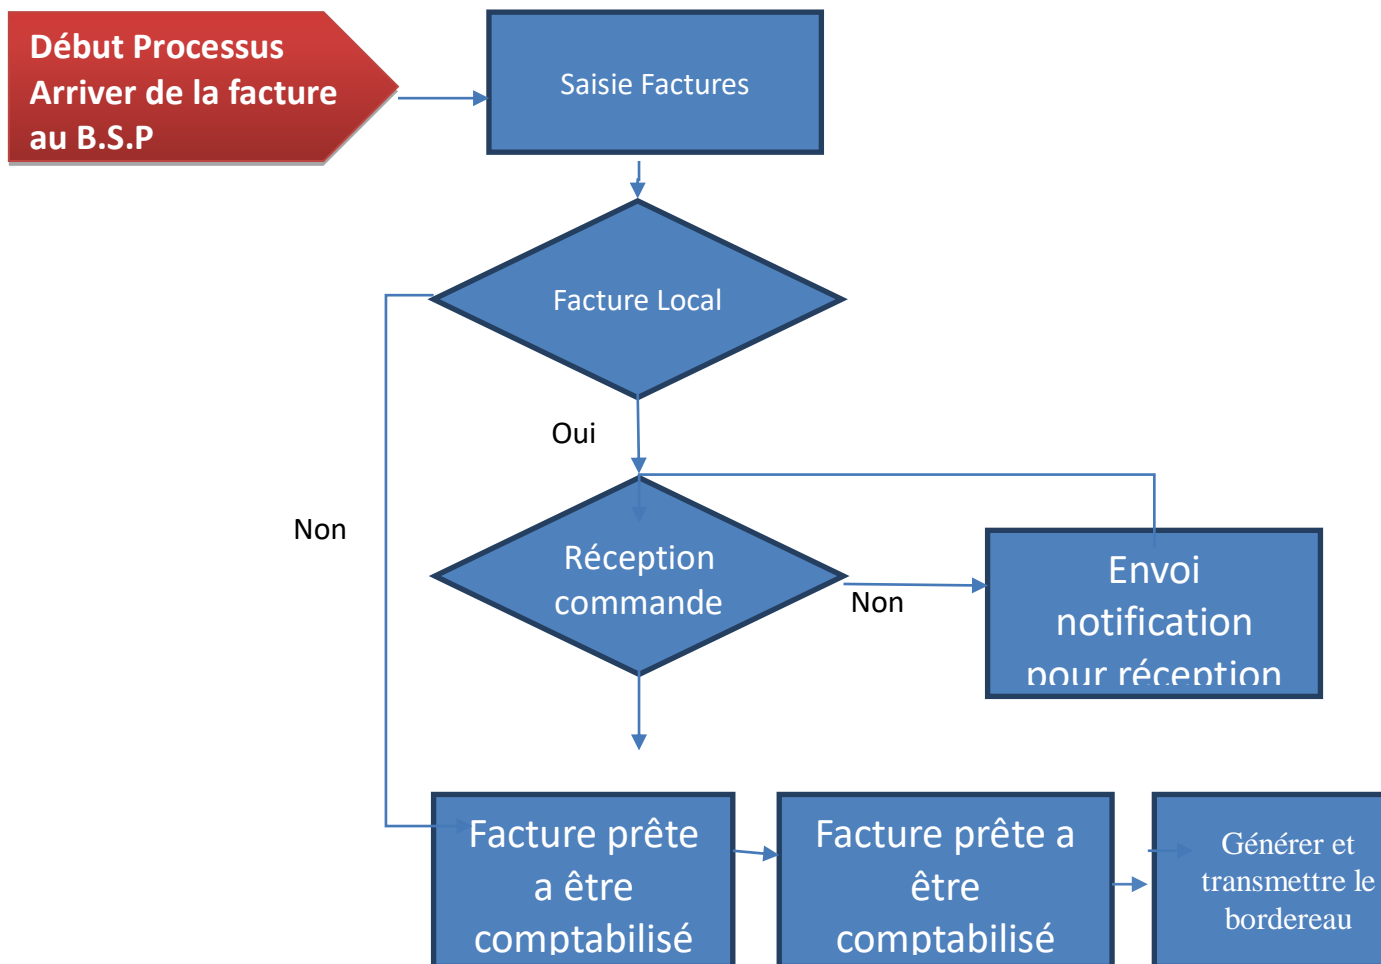 Début Processus
Arriver de la facture
au B.S.P
Saisie Factures
Facture Local
Oui
Non
Réception
commande
Non
Envoi
notification
pour réception
Facture prête
a être
comptabilisé
Facture prête a
être
comptabilisé
Générer et
transmettre le
bordereau